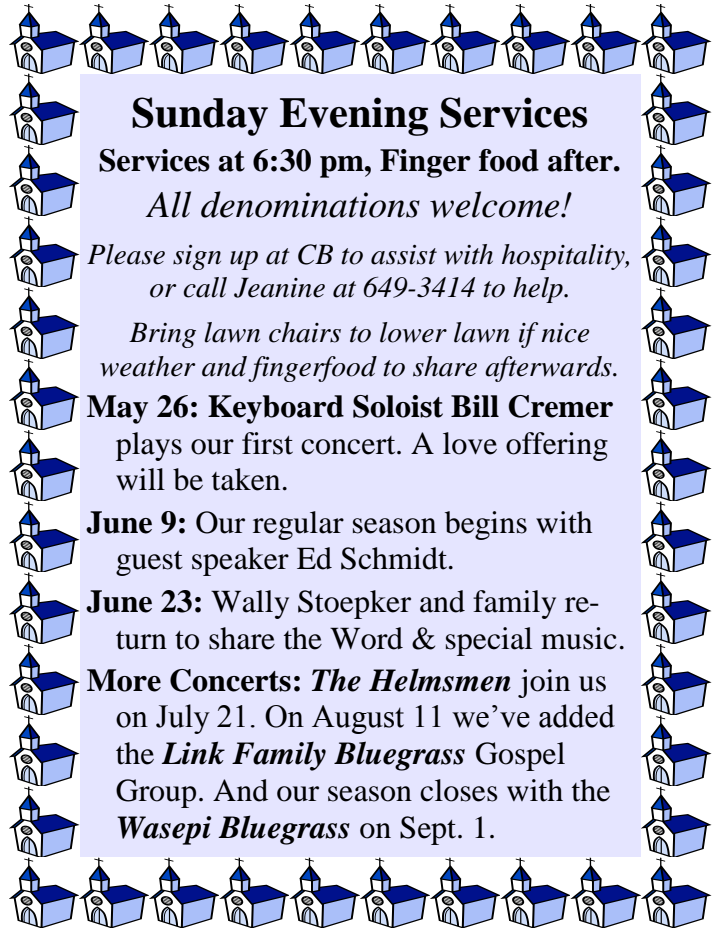 Sunday Evening Services
Services at 6:30 pm, Finger food after.
All denominations welcome!
Please sign up at CB to assist with hospitality,
or call Jeanine at 649-3414 to help.
Bring lawn chairs to lower lawn if nice
weather and fingerfood to share afterwards.
May 26: Keyboard Soloist Bill Cremer
plays our first concert. A love offering
will be taken.
June 9: Our regular season begins with
guest speaker Ed Schmidt.
June 23: Wally Stoepker and family re-
turn to share the Word & special music.
More Concerts: The Helmsmen join us
on July 21. On August 11 we’ve added
the Link Family Bluegrass Gospel
Group. And our season closes with the
Wasepi Bluegrass on Sept. 1.